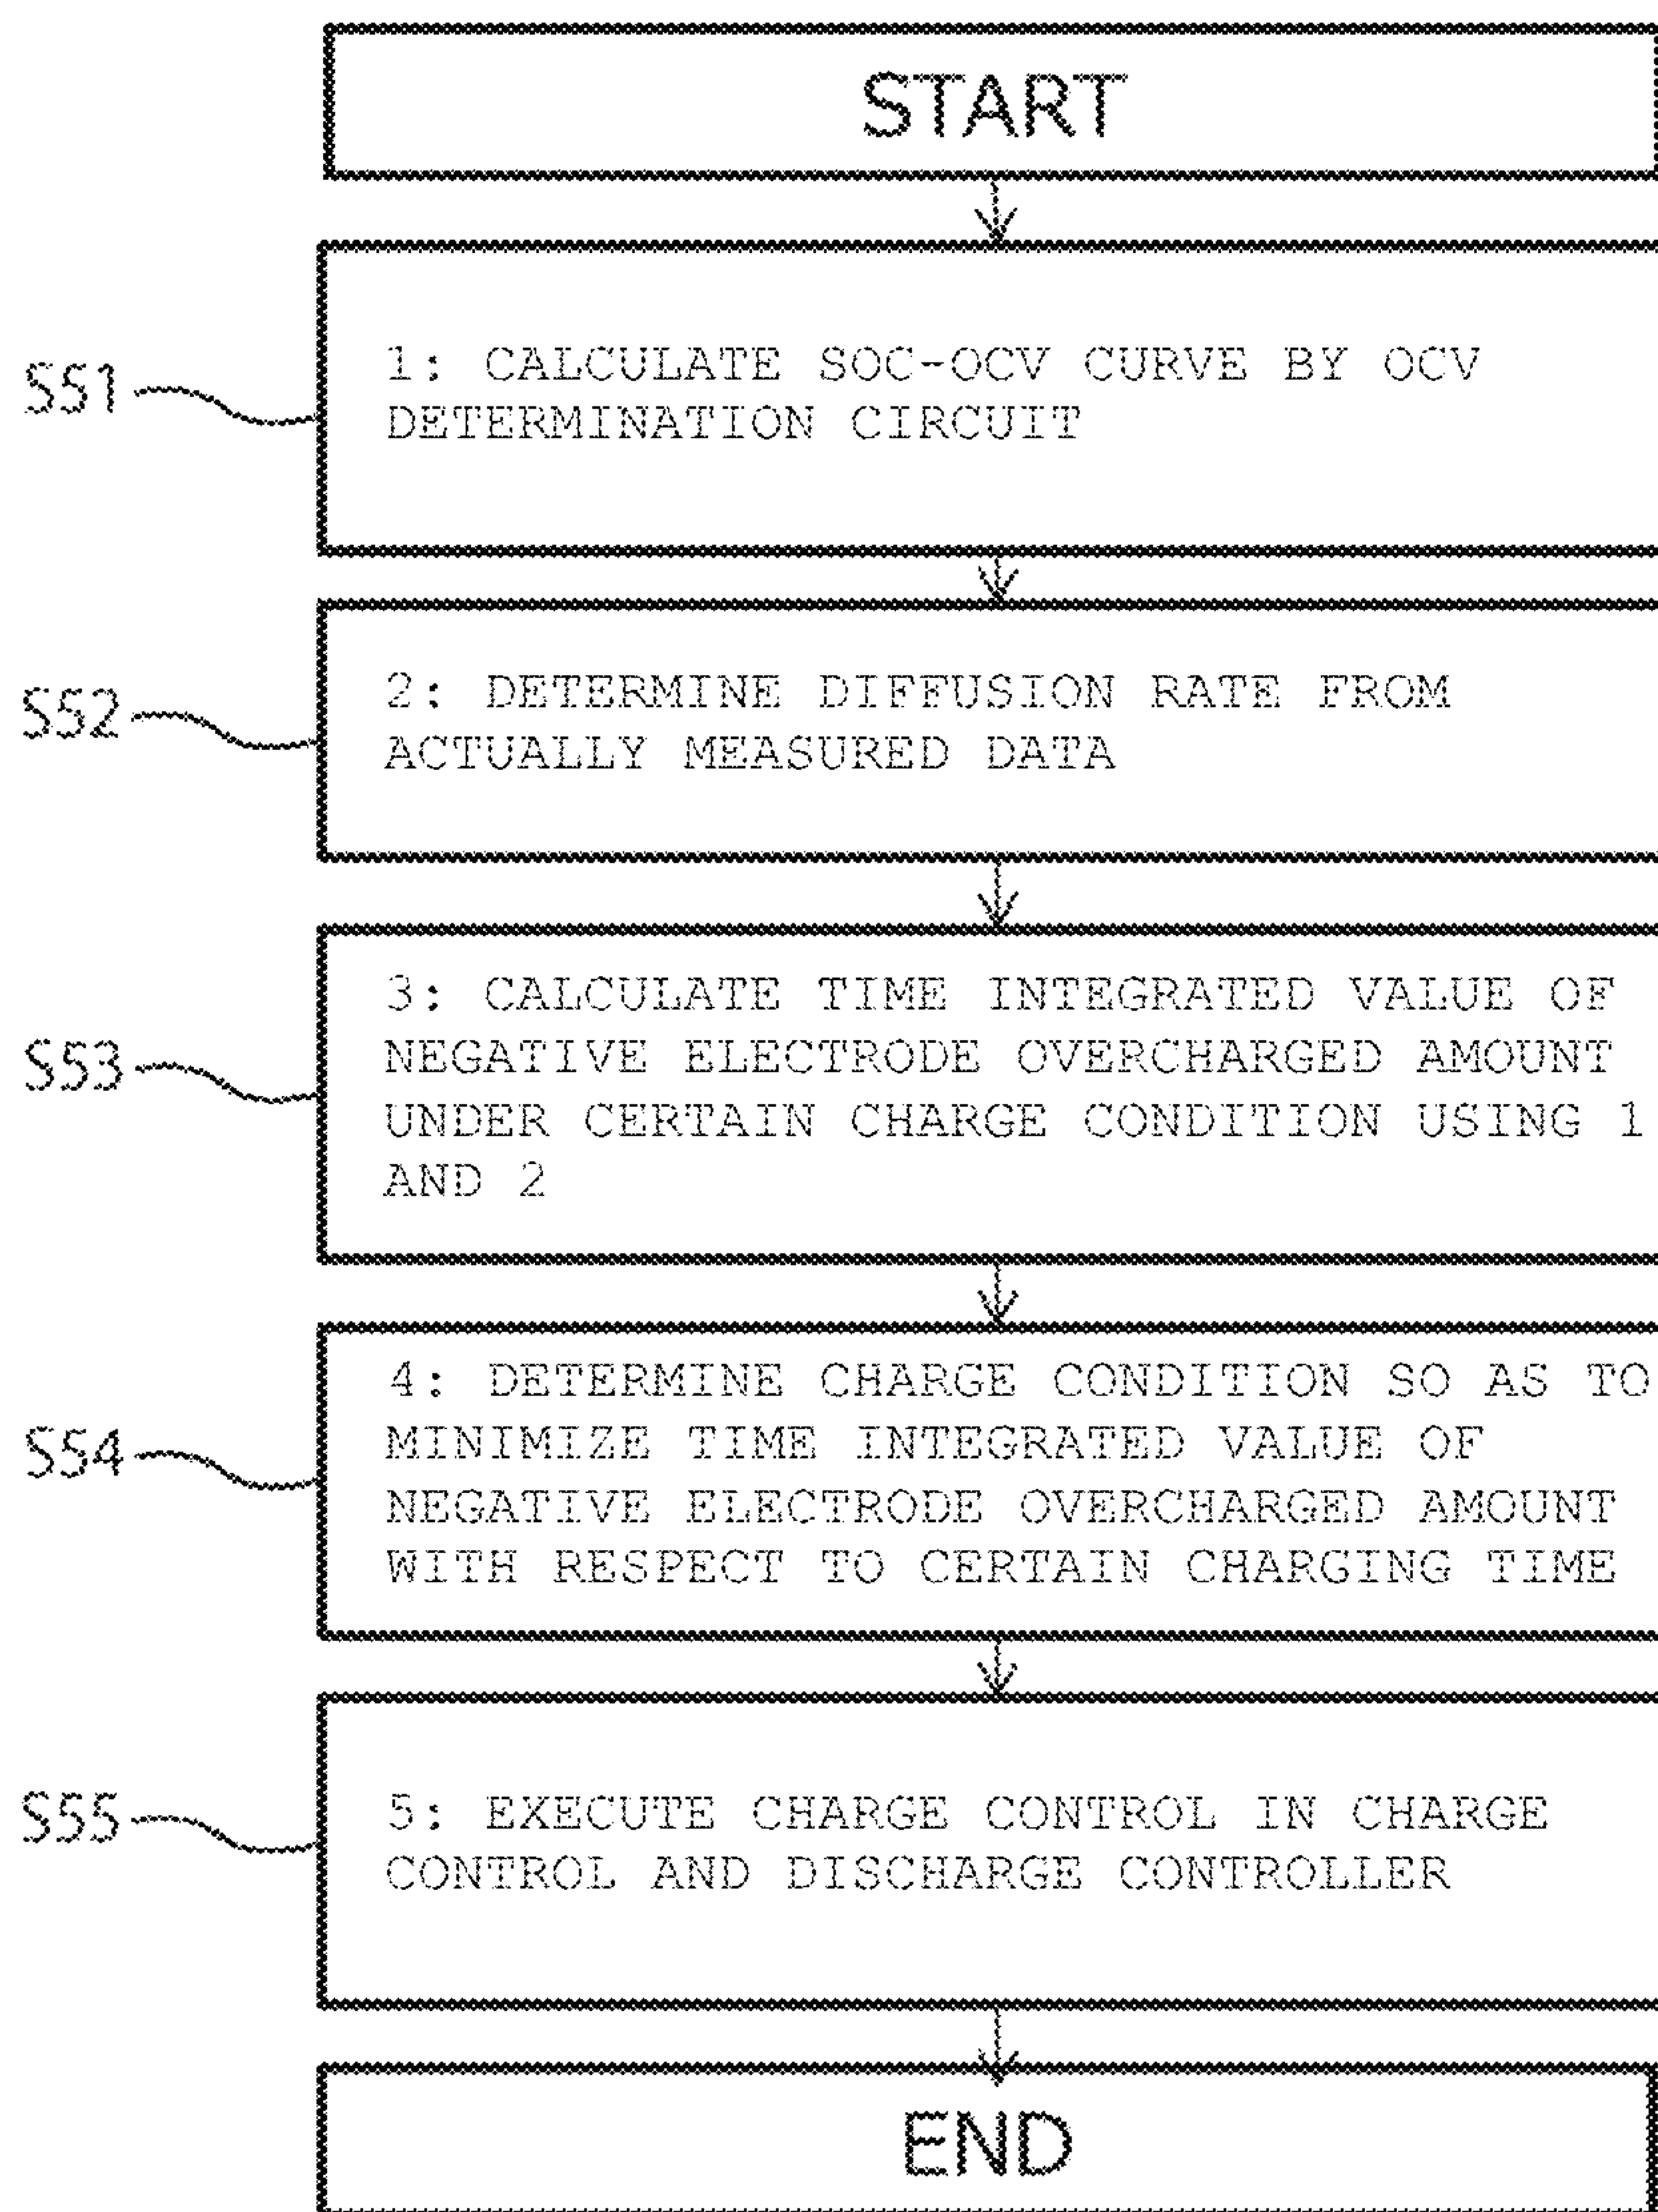 START
S51
1: CALCULATE SOC-OCV CURVE BY OCV
DETERMINATION CIRCUIT
S52
2: DETERMINE DIFFUSION RATE FROM
ACTUALLY MEASURED DATA
S53
3: CALCULATE TIME INTEGRATED VALUE OF
NEGATIVE ELECTRODE OVERCHARGED AMOUNT
UNDER CERTAIN CHARGE CONDITION USING 1
AND 2
S54
4: DETERMINE CHARGE CONDITION SO AS TO
MINIMIZE TIME INTEGRATED VALUE OF
NEGATIVE ELECTRODE OVERCHARGED AMOUNT
WITH RESPECT TO CERTAIN CHARGING TIME
S55
5: EXECUTE CHARGE CONTROL IN CHARGE
CONTROL AND DISCHARGE CONTROLLER
END